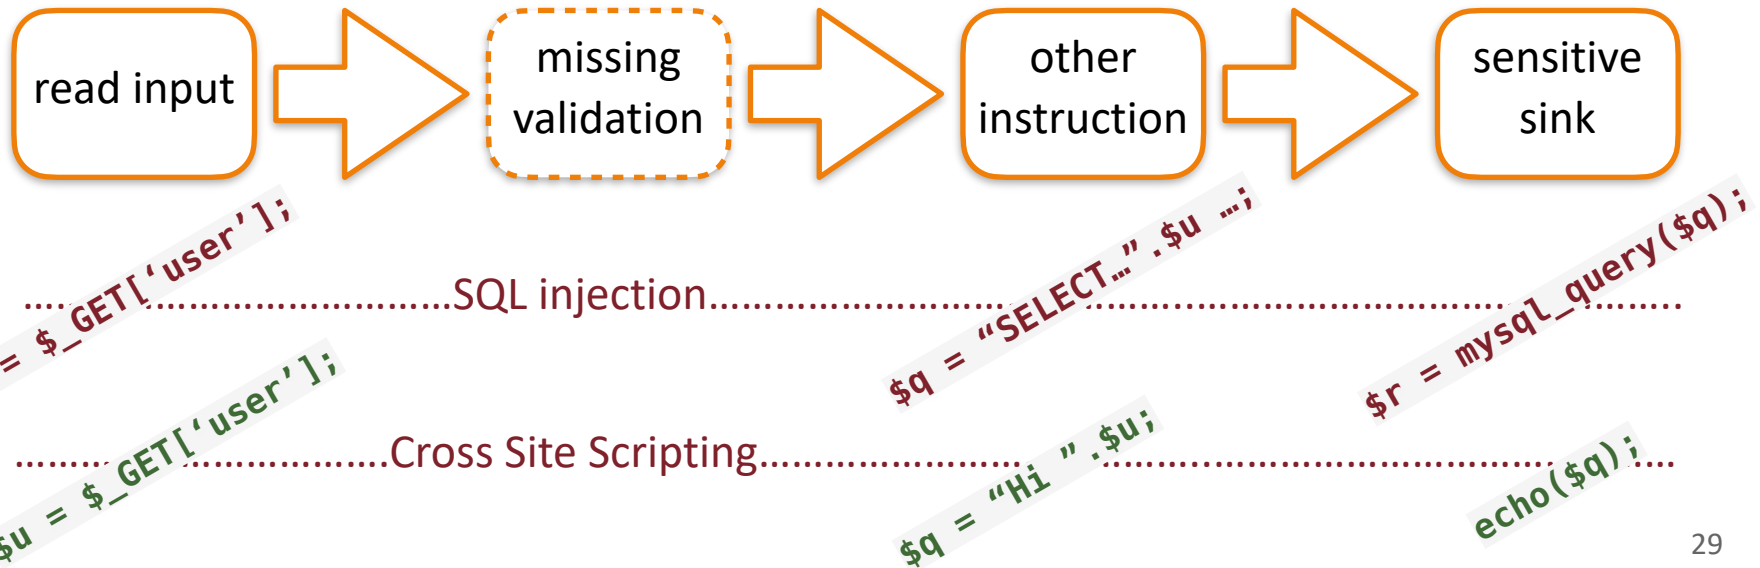 read input
missing
validation
other
instruction
sensitive
sink
= $_GET[‘user’];
$q = “SELECT…”.$u …;
$r = mysql_query($q);
……………………………….SQL injection………………………………………………………………………
$u = $_GET[‘user’];
$q = “Hi ”.$u;
echo($q);
………………………….Cross Site Scripting……………………………………………………………………
29